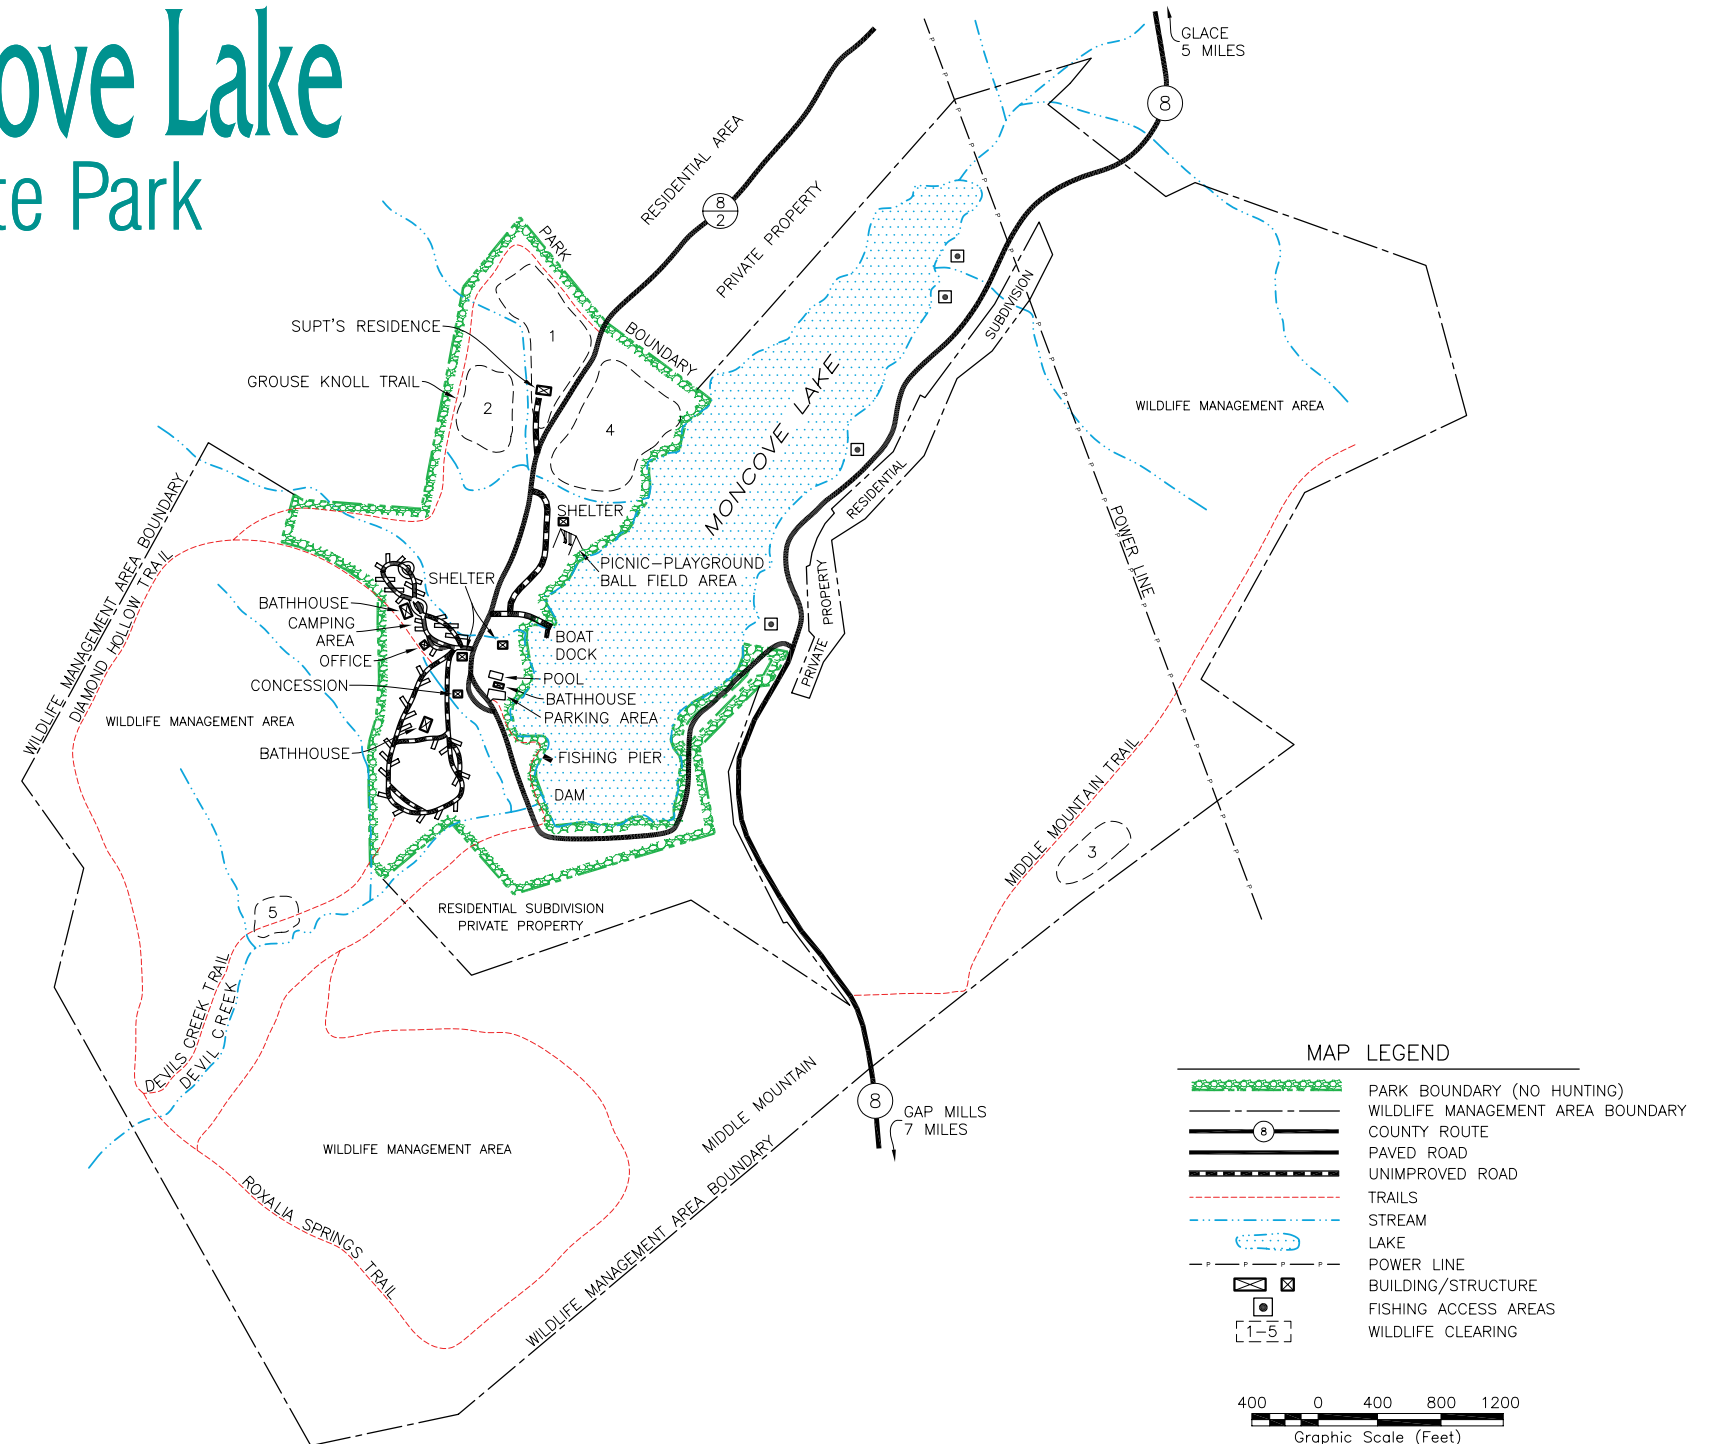 ove Lake
te Park
GLACE
5 MILES
8
RESIDENTIAL AREA
8
2
PRIVATE PROPERTY
PARK
BOUNDARY
SUPT'S RESIDENCE
GROUSE KNOLL TRAIL
1
2
4
SUBDIVISION
RESIDENTIAL
MONCOVE LAKE
WILDLIFE MANAGEMENT AREA
POWER LINE
WILDLIFE MANAGEMENT AREA BOUNDARY
DIAMOND HOLLOW TRAIL
SHELTER
PICNIC-PLAYGROUND
BALL FIELD AREA
SHELTER
BATHHOUSE
CAMPING
AREA
OFFICE
CONCESSION
BOAT
DOCK
POOL
BATHHOUSE
PARKING AREA
PRIVATE PROPERTY
WILDLIFE MANAGEMENT AREA
BATHHOUSE
FISHING PIER
DAM
MIDDLE MOUNTAIN TRAIL
3
5
RESIDENTIAL SUBDIVISION
PRIVATE PROPERTY
DEVILS CREEK TRAIL
DEVIL CREEK
MIDDLE MOUNTAIN
8
GAP MILLS
7 MILES
WILDLIFE MANAGEMENT AREA
ROXALIA SPRINGS TRAIL
WILDLIFE MANAGEMENT AREA BOUNDARY
MAP LEGEND
PARK BOUNDARY (NO HUNTING)
WILDLIFE MANAGEMENT AREA BOUNDARY
8 COUNTY ROUTE
PAVED ROAD
UNIMPROVED ROAD
TRAILS
STREAM
LAKE
P P P POWER LINE
BUILDING/STRUCTURE
FISHING ACCESS AREAS
1-5 WILDLIFE CLEARING
400 0 400 800 1200
Graphic Scale (Feet)